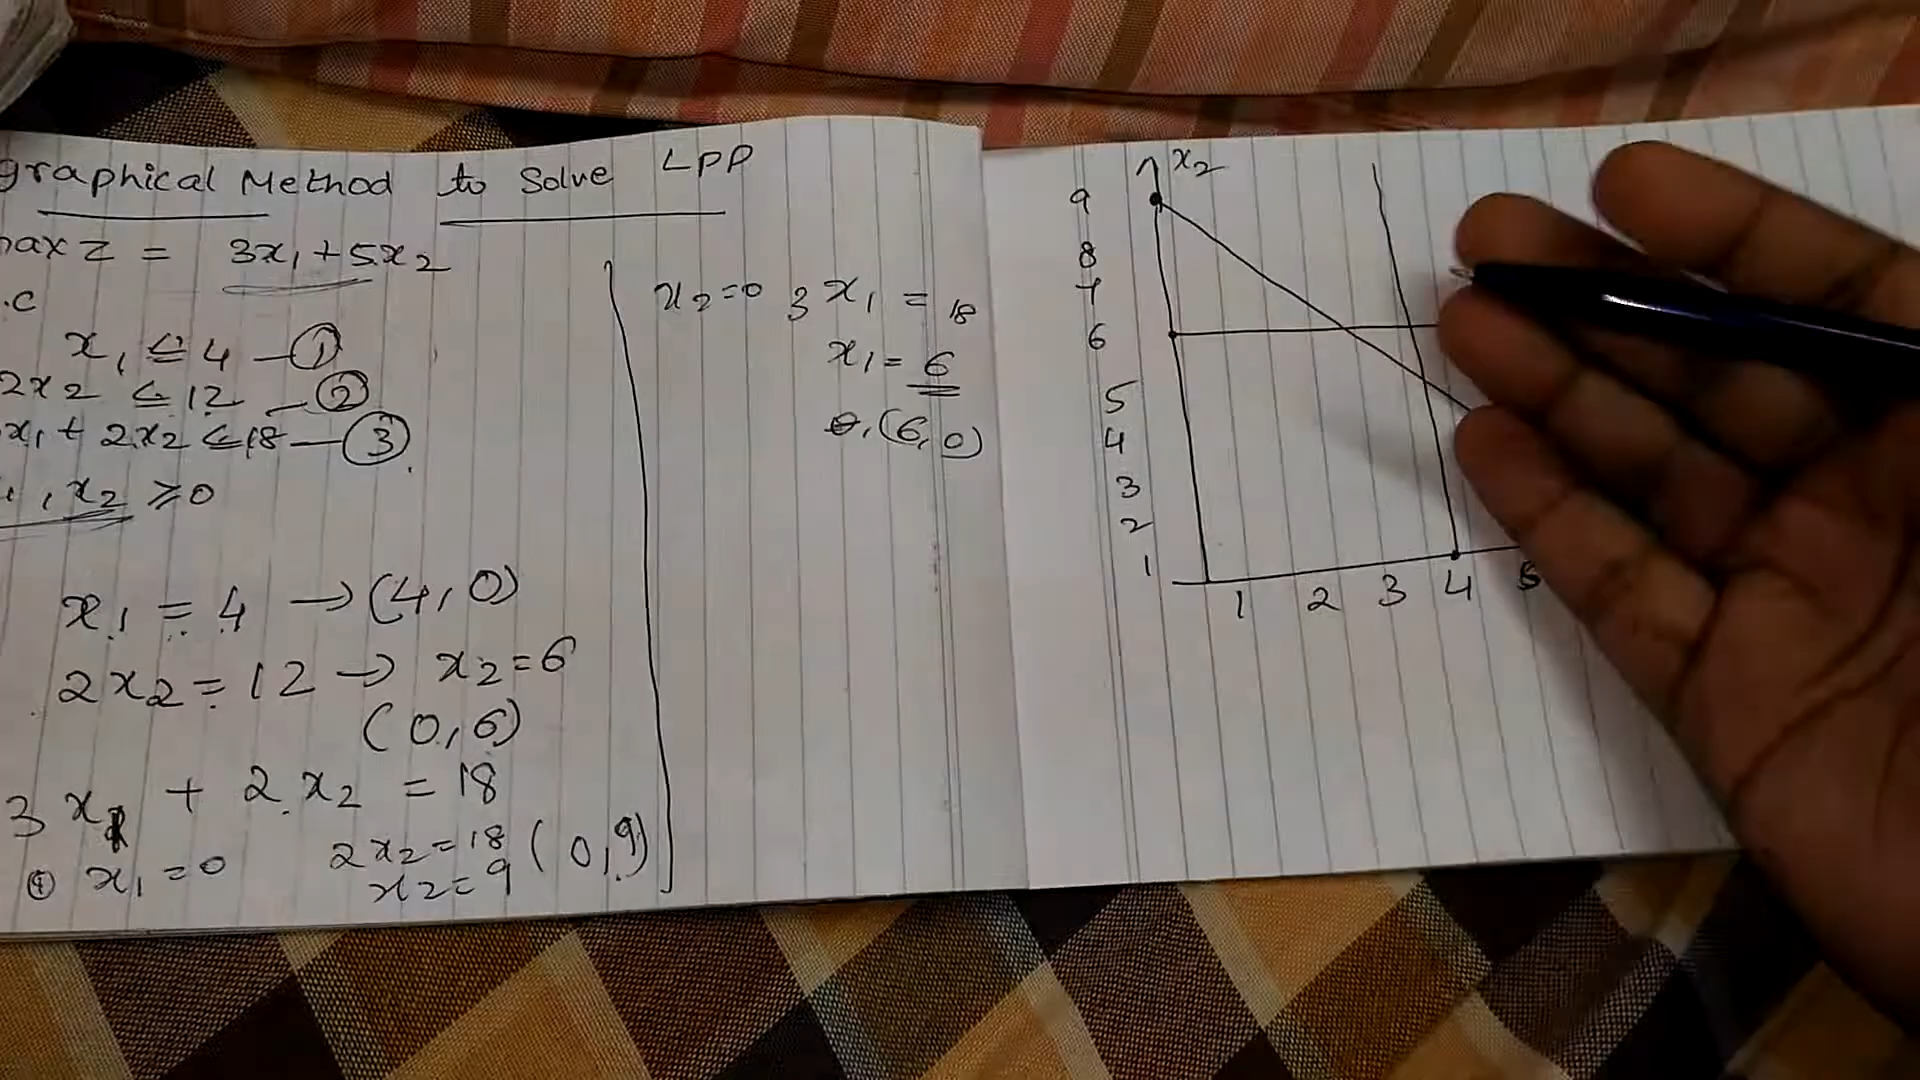 graphical Method to Solve LPP
max Z = 3x₁ + 5x₂
.c
x₁ ≤ 4 — ①
2x₂ ≤ 12 — ②
x₁ + 2x₂ ≤ 18 — ③
, x₂ ≥ 0
x₁ = 4 → (4, 0)
2x₂ = 12 → x₂ = 6
(0, 6)
3x₁ + 2x₂ = 18
x₁ = 0
2x₂ = 18 (0, 9)
x₂ = 9
x₂ = 0 3x₁ = 18
x₁ = 6
(6, 0)
x₂
9
8
7
6
5
4
3
2
1
1 2 3 4 5